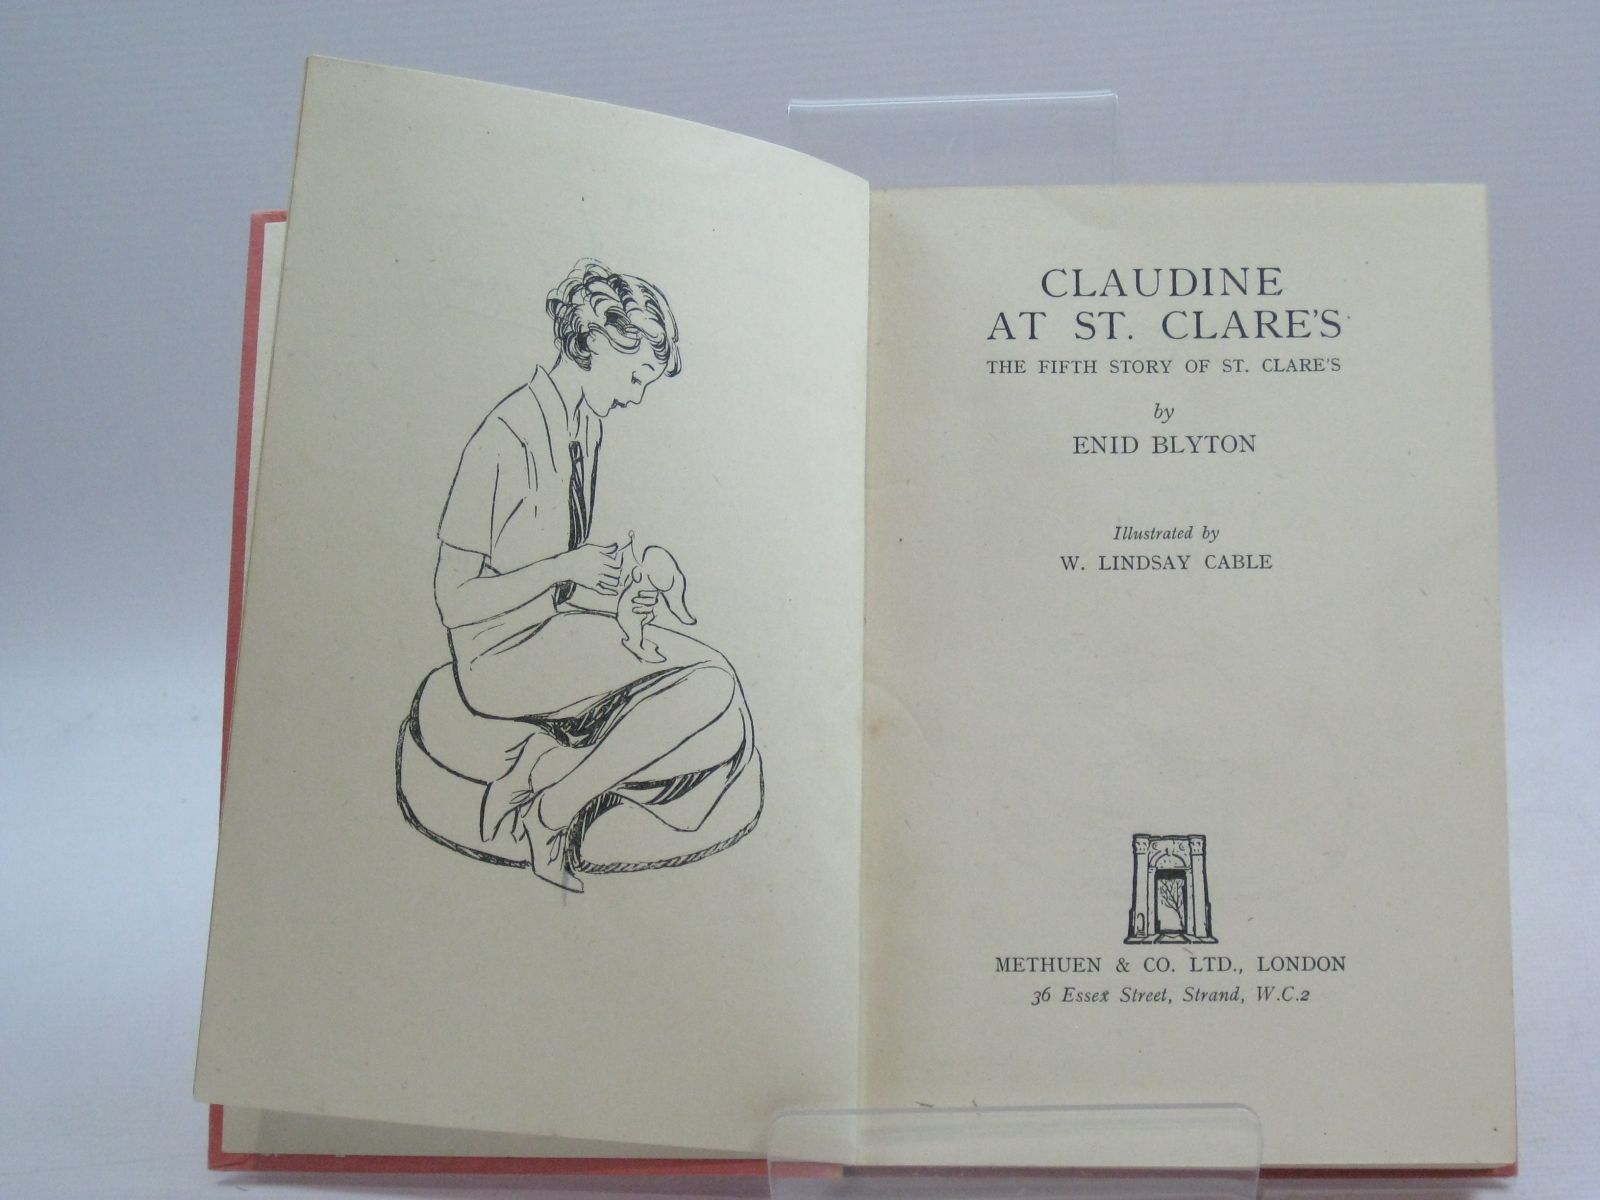 CLAUDINE
AT ST. CLARE'S
THE FIFTH STORY OF ST. CLARE'S
by
ENID BLYTON
Illustrated by
W. LINDSAY CABLE
METHUEN & CO. LTD., LONDON
36 Essex Street, Strand, W.C.2